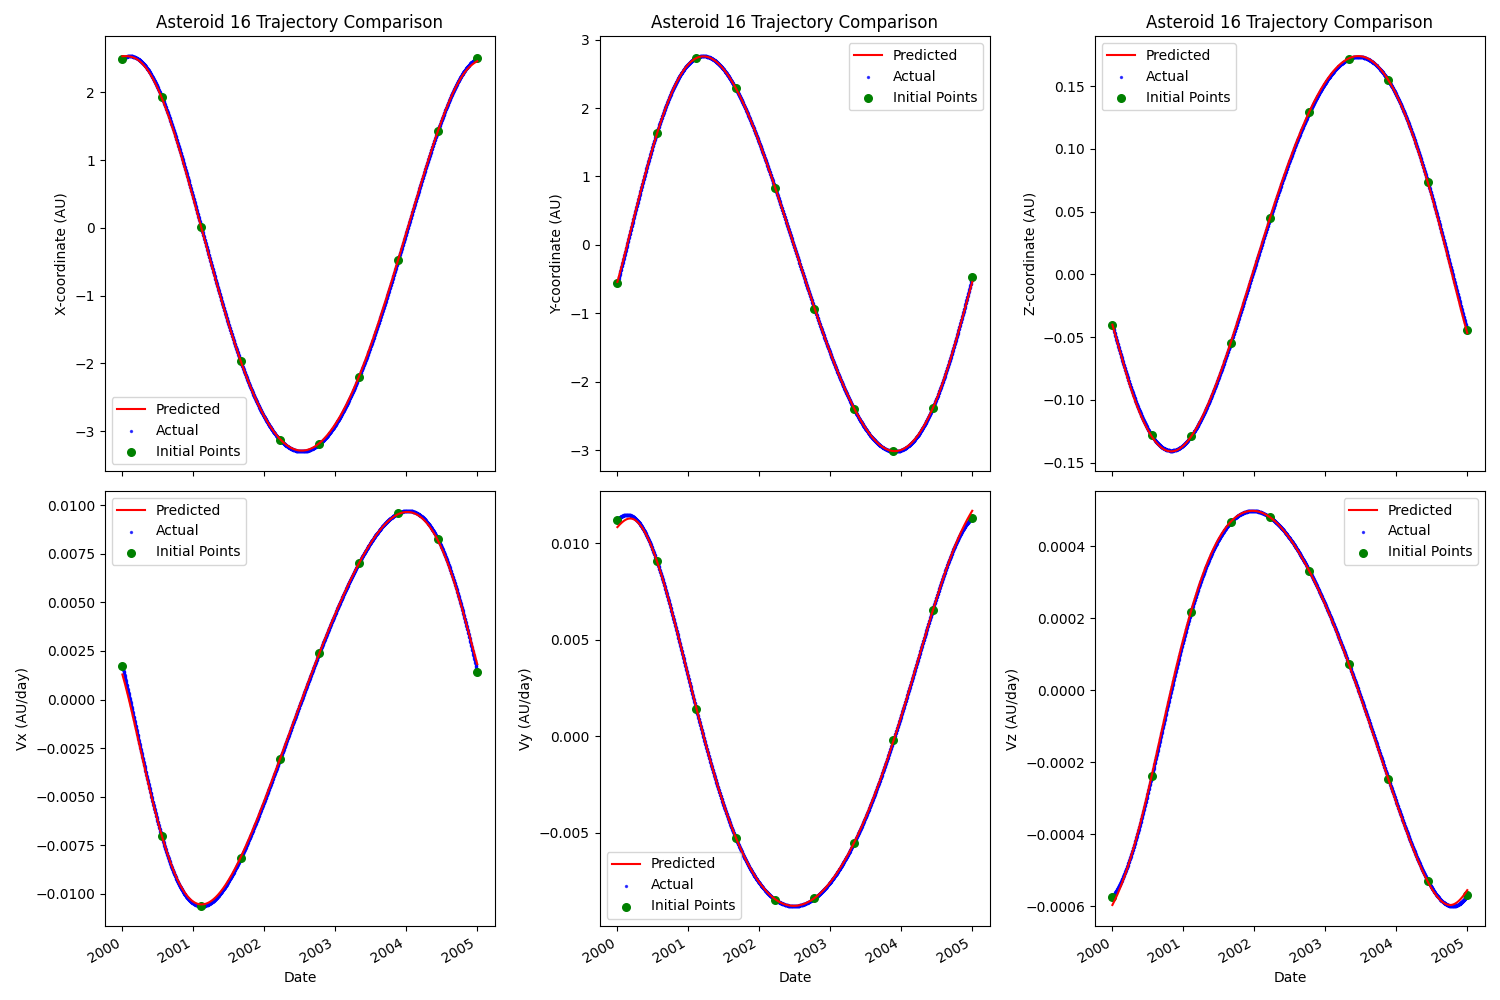 Asteroid 16 Trajectory Comparison
X-coordinate (AU)
2
1
0
−1
−2
−3
Predicted
Actual
Initial Points
Asteroid 16 Trajectory Comparison
Y-coordinate (AU)
3
2
1
0
−1
−2
−3
Predicted
Actual
Initial Points
Asteroid 16 Trajectory Comparison
Z-coordinate (AU)
0.15
0.10
0.05
0.00
−0.05
−0.10
−0.15
Predicted
Actual
Initial Points
Vx (AU/day)
0.0100
0.0075
0.0050
0.0025
0.0000
−0.0025
−0.0050
−0.0075
−0.0100
Predicted
Actual
Initial Points
2000 2001 2002 2003 2004 2005
Date
Vy (AU/day)
0.010
0.005
0.000
−0.005
Predicted
Actual
Initial Points
2000 2001 2002 2003 2004 2005
Date
Vz (AU/day)
0.0004
0.0002
0.0000
−0.0002
−0.0004
−0.0006
Predicted
Actual
Initial Points
2000 2001 2002 2003 2004 2005
Date